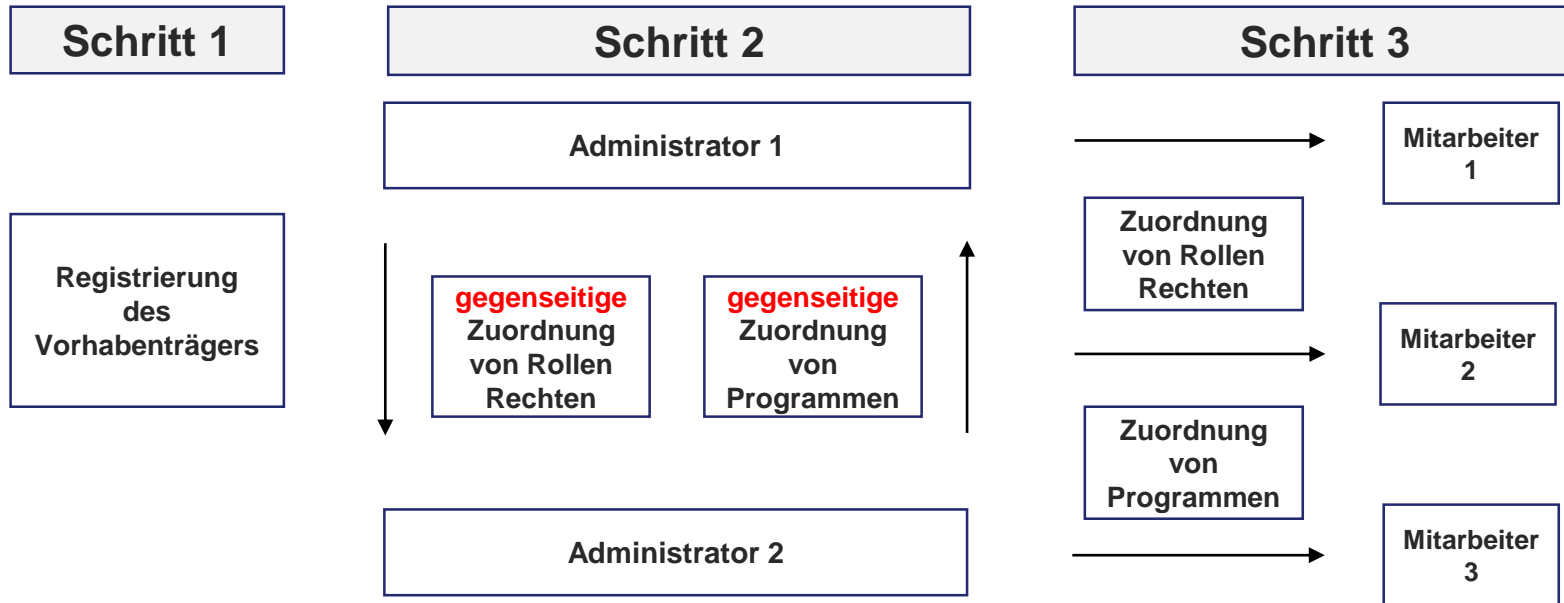 Schritt 1
Schritt 2
Schritt 3
Registrierung
des
Vorhabenträgers
Administrator 1
gegenseitige
Zuordnung
von Rollen
Rechten
gegenseitige
Zuordnung
von
Programmen
Administrator 2
Zuordnung
von Rollen
Rechten
Zuordnung
von
Programmen
Mitarbeiter
1
Mitarbeiter
2
Mitarbeiter
3